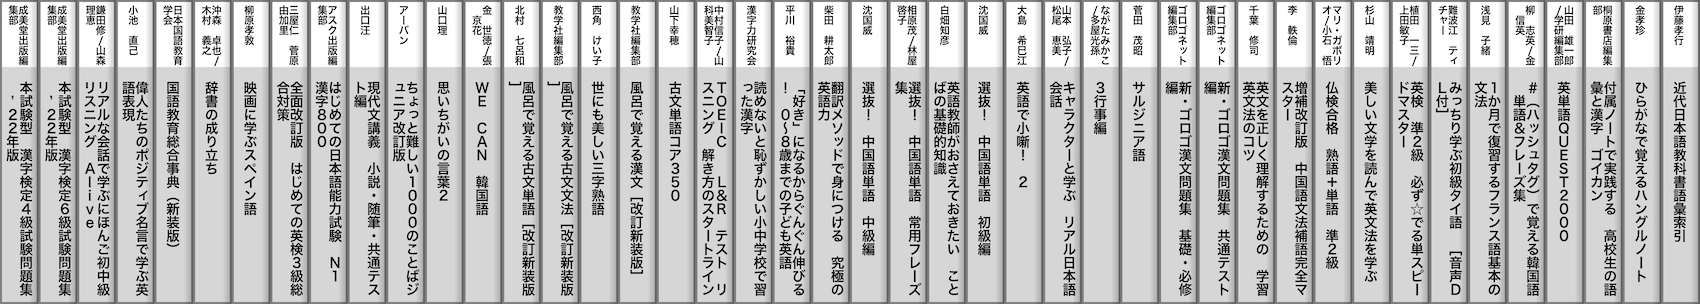 伊藤孝行
近代日本語教科書語彙索引
金孝珍
ひらがなで覚えるハングルノート
桐原書店編集
部
付属ノートで実践する　高校生の語
彙と漢字　ゴイカン
山田　雄一郎
/学研編集部
英単語QUEST2000
柳　志英/金
信英
#(ハッシュタグ)で覚える韓国語
単語&フレーズ集
浅見　子緒
1か月で復習するフランス語基本の
文法
難波江　ティ
チャー
みっちり学ぶ初級タイ語　[音声D
L付]
植田　一三/
上田敏子/
英検　準2級　必ず☆でる単スピー
ドマスター
杉山　靖明
美しい文学を読んで英文法を学ぶ
マリ・ガボリ
オ/小石　悟
仏検合格　熟語+単語　準2級
李　軼倫
増補改訂版　中国語文法補語完全マ
スター
千葉　修司
英文を正しく理解するための　学習
英文法のコツ
ゴロゴネット
編集部
新・ゴロゴ漢文問題集　共通テスト
編
ゴロゴネット
編集部
新・ゴロゴ漢文問題集　基礎・必修
編
菅田　茂昭
サルジニア語
ながたみかこ
/多屋光孫
3行事編
山本　弘子/
松尾　恵美/
キャラクターと学ぶ　リアル日本語
会話
大島　希巳江
英語で小噺!　2
沈国威
選抜!　中国語単語　初級編
白畑知彦
英語教師がおさえておきたい　こと
ばの基礎的知識
相原茂/林屋
啓子
選抜!　中国語単語　常用フレーズ
集
沈国威
選抜!　中国語単語　中級編
柴田　耕太郎
翻訳メソッドで身につける　究極の
英語力
平川　裕貴
「好き」になるからぐんぐん伸びる
!　0~8歳までの子ども英語
漢字力研究会
読めないと恥ずかしい小中学校で習
った漢字
中村信子/山
科美智子
TOEIC　L&R　テスト　リ
スニング　解き方のスタートライン
山下幸穂
古文単語コア350
教学社編集部
風呂で覚える漢文[改訂新装版]
西角　けい子
世にも美しい三字熟語
教学社編集部
風呂で覚える古文文法[改訂新装版
]
北村　七呂和
風呂で覚える古文単語[改訂新装版
]
金　世徳/張
京花
WE　CAN　韓国語
山口理
思いちがいの言葉2
アーバン
ちょっと難しい1000のことばジ
ュニア改訂版
出口汪
現代文講義　小説・随筆・共通テス
ト編
アスク出版編
集部
はじめての日本語能力試験　N1
漢字800
三屋仁　菅原
由加里
全面改訂版　はじめての英検3級総
合対策
柳原孝敦
映画に学ぶスペイン語
沖森　卓也/
木村　義之
辞書の成り立ち
日本国語教育
学会
国語教育総合事典(新装版)
小池　直己
偉人たちのポジティブ名言で学ぶ英
語表現
鎌田修/山森
理恵
リアルな会話で学ぶにほんご初中級
リスニング　Alive
成美堂出版編
集部
本試験型　漢字検定6級試験問題集
'22年版
成美堂出版編
集部
本試験型　漢字検定4級試験問題集
'22年版